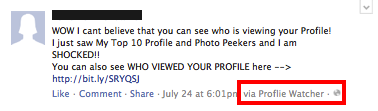 WOW I cant believe that you can see who is viewing your Profile!
I just saw My Top 10 Profile and Photo Peekers and I am
SHOCKED!!
You can also see WHO VIEWED YOUR PROFILE here -->
http://bit.ly/SRYQSJ
Like · Comment · Share · July 24 at 6:01pm via Proflie Watcher ·